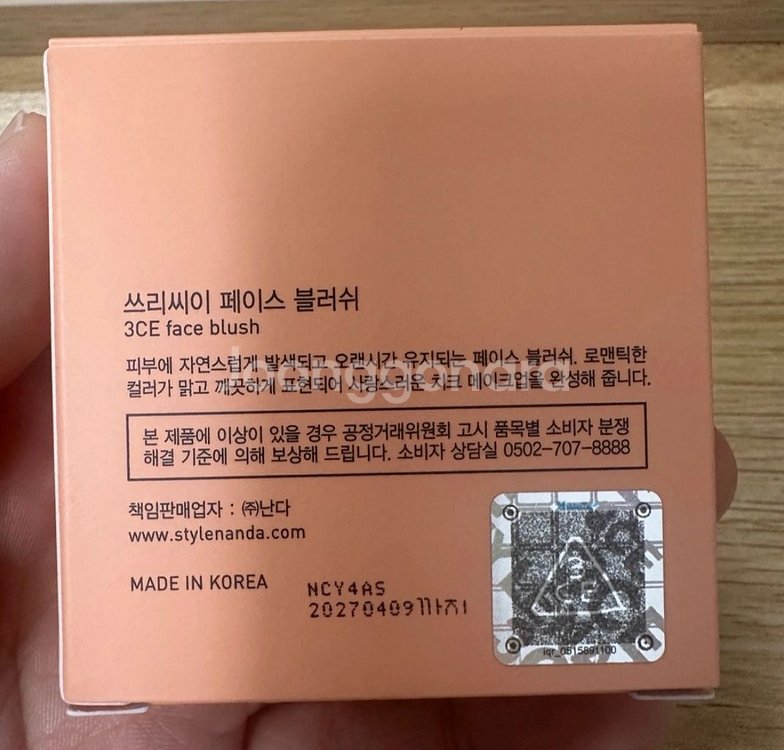 쓰리씨이 페이스 블러쉬
3CE face blush
피부에 자연스럽게 발색되고 오랜시간 유지되는 페이스 블러쉬. 로맨틱한
컬러가 맑고 깨끗하게 표현되어 사랑스러운 치크 메이크업을 완성해 줍니다.
joonggonara
본 제품에 이상이 있을 경우 공정거래위원회 고시 품목별 소비자 분쟁
해결 기준에 의해 보상해 드립니다. 소비자 상담실 0502-707-8888
책임판매업자 : ㈜난다
www.stylenanda.com
MADE IN KOREA
NCY4AS
20270409까지
iqr_0515891100